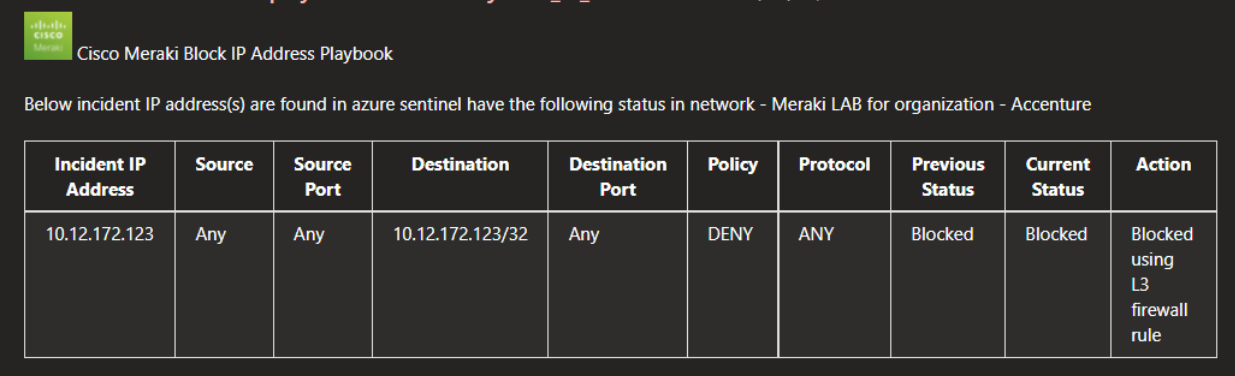 CISCO
Meraki
Cisco Meraki Block IP Address Playbook
Below incident IP address(s) are found in azure sentinel have the following status in network - Meraki LAB for organization - Accenture
Incident IP Address Source Source Port Destination Destination Port Policy Protocol Previous Status Current Status Action
10.12.172.123 Any Any 10.12.172.123/32 Any DENY ANY Blocked Blocked Blocked
using
L3
firewall
rule